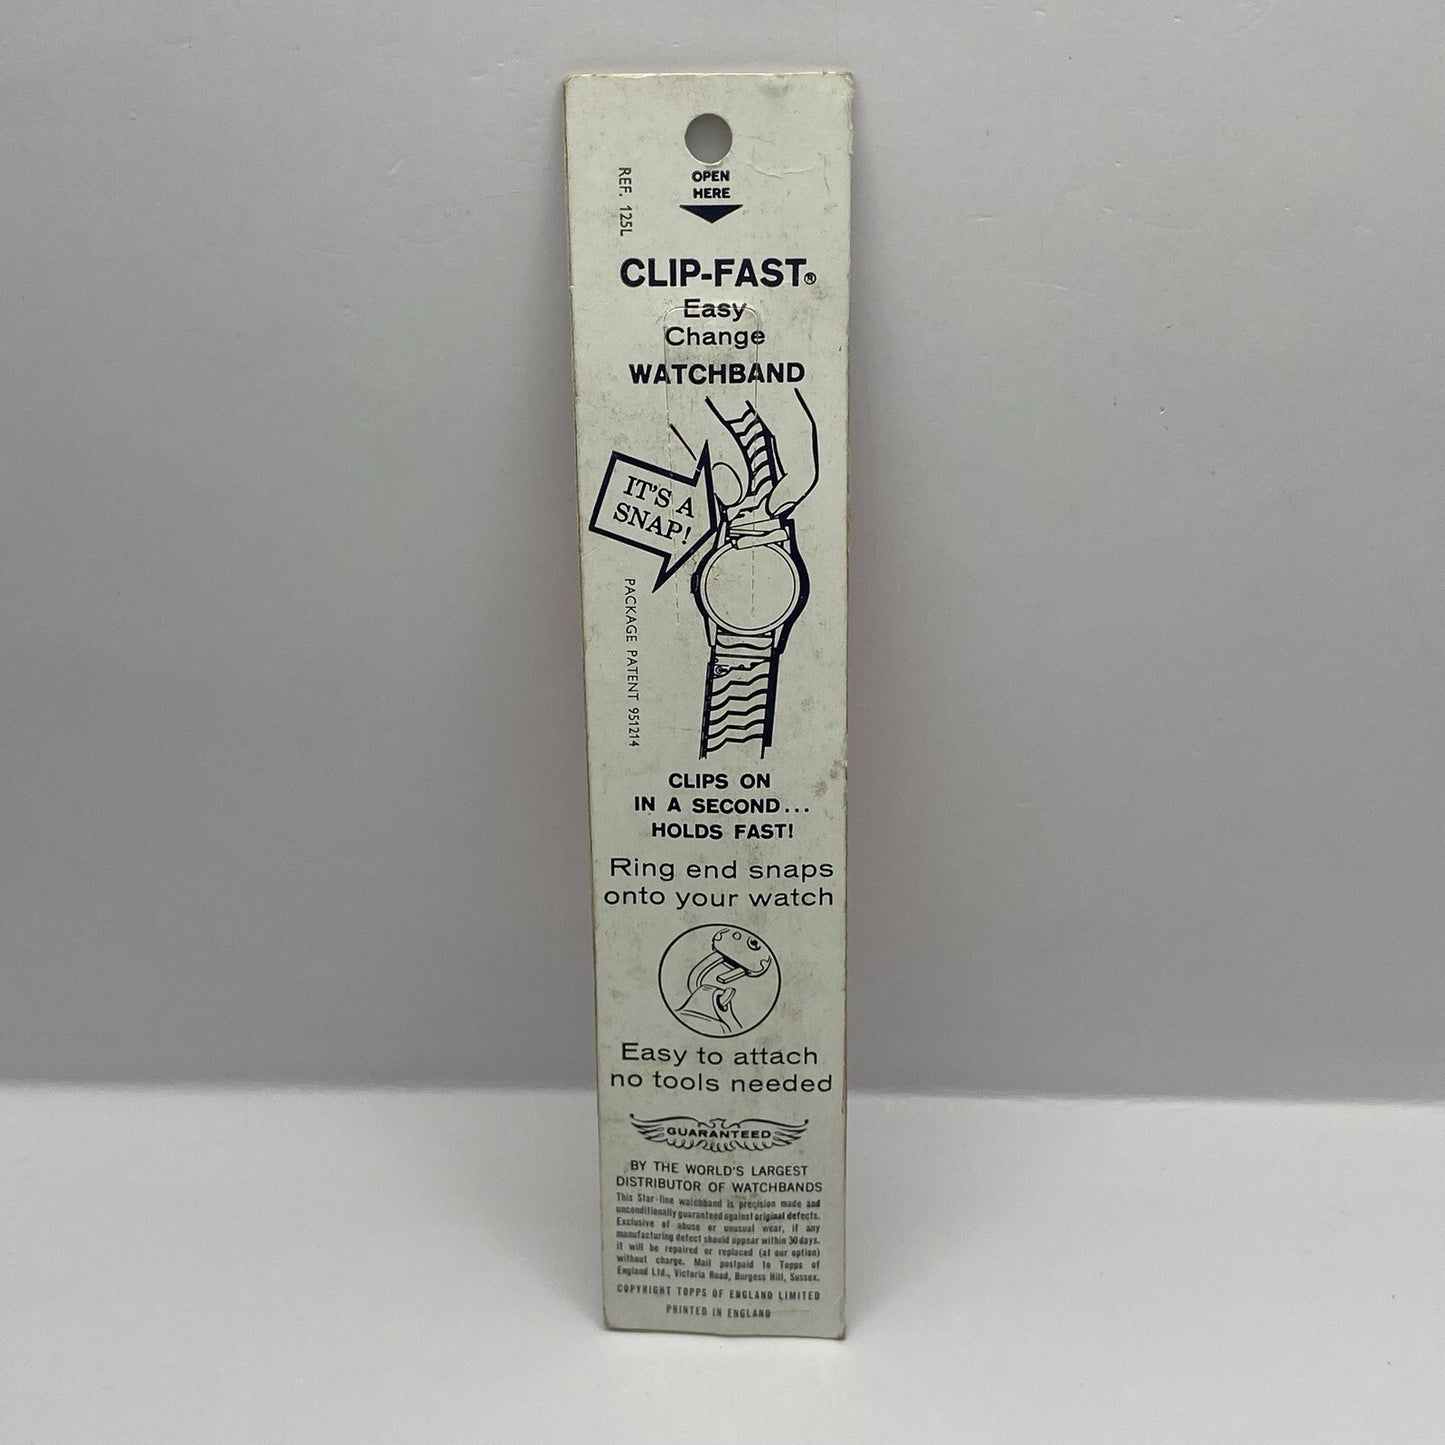 OPEN
HERE
REF. 125L
CLIP-FAST®
Easy
Change
WATCHBAND
IT'S A
SNAP!
PACKAGE PATENT 951214
CLIPS ON
IN A SECOND...
HOLDS FAST!
Ring end snaps
onto your watch
Easy to attach
no tools needed
GUARANTEED
BY THE WORLD'S LARGEST
DISTRIBUTOR OF WATCHBANDS
This Star-line watchband is precision made and
unconditionally guaranteed against original defects.
Exclusive of abuse or unusual wear, if any
manufacturing defect should appear within 30 days.
it will be repaired or replaced (at our option)
without charge. Mail postpaid to Topps of
England Ltd., Victoria Road, Burgess Hill, Sussex.
COPYRIGHT TOPPS OF ENGLAND LIMITED
PRINTED IN ENGLAND